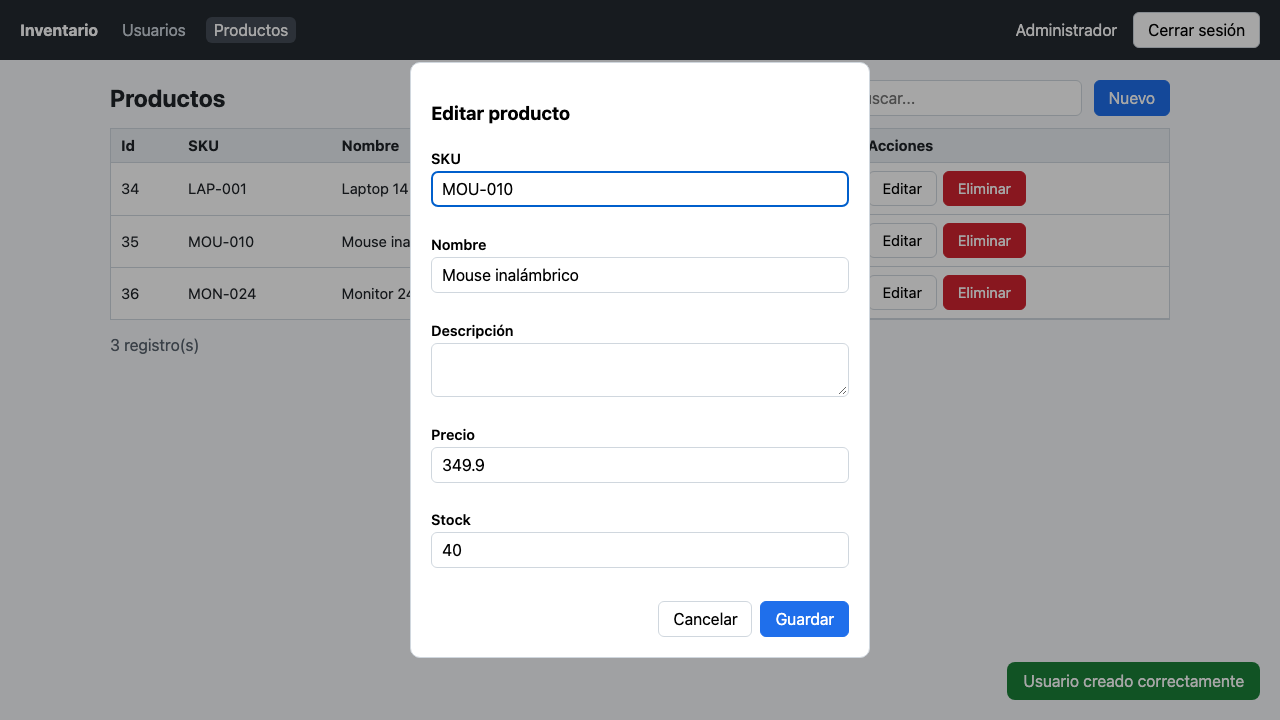 Inventario Usuarios Productos Administrador Cerrar sesión
Productos uscar... Nuevo
Id SKU Nombre Acciones
34 LAP-001 Laptop 14 Editar Eliminar
35 MOU-010 Mouse ina Editar Eliminar
36 MON-024 Monitor 24 Editar Eliminar
3 registro(s)
Editar producto
SKU
MOU-010
Nombre
Mouse inalámbrico
Descripción
Precio
349.9
Stock
40
Cancelar Guardar
Usuario creado correctamente